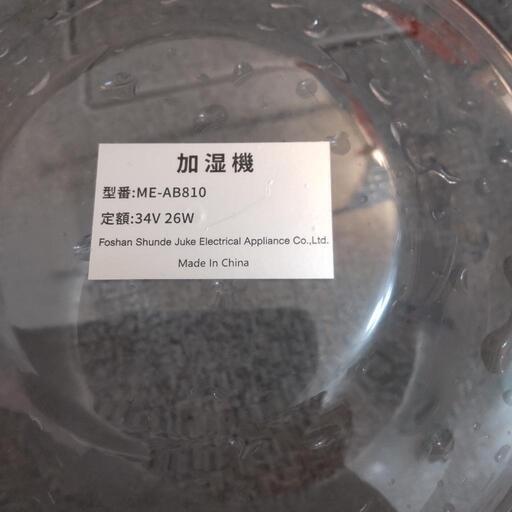 加湿機
型番:ME-AB810
定額:34V 26W
Foshan Shunde Juke Electrical Appliance Co.,Ltd.
Made In China